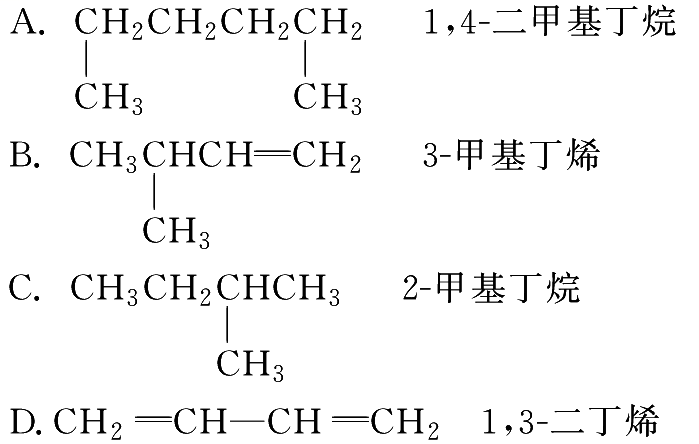 A. CH₂CH₂CH₂CH₂ 1,4-二甲基丁烷
CH₃ CH₃
B. CH₃CHCH═CH₂ 3-甲基丁烯
CH₃
C. CH₃CH₂CHCH₃ 2-甲基丁烷
CH₃
D. CH₂═CH—CH═CH₂ 1,3-二丁烯